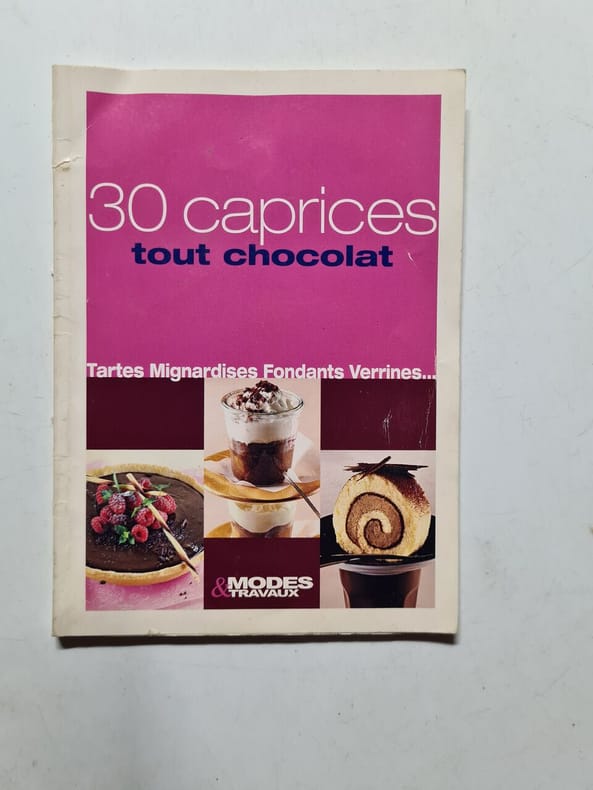 30 caprices
tout chocolat
Tartes Mignardises Fondants Verrines...
&MODES
TRAVAUX